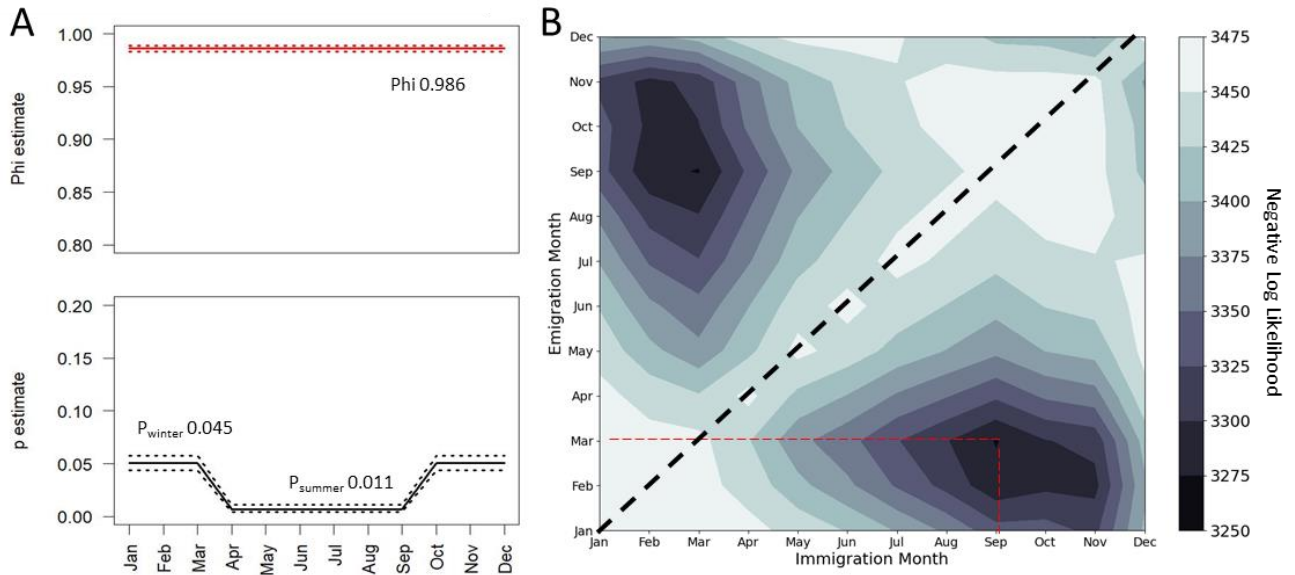 A
1.00
0.95
0.90
0.85
0.80
Phi estimate
Phi 0.986
0.20
0.15
0.10
0.05
0.00
p estimate
Pwinter 0.045
Psummer 0.011
Jan
Feb
Mar
Apr
May
Jun
Jul
Aug
Sep
Oct
Nov
Dec
B
Dec
Nov
Oct
Sep
Aug
Jul
Jun
May
Apr
Mar
Feb
Jan
Emigration Month
Jan
Feb
Mar
Apr
May
Jun
Jul
Aug
Sep
Oct
Nov
Dec
Immigration Month
3475
3450
3425
3400
3375
3350
3325
3300
3275
3250
Negative Log Likelihood